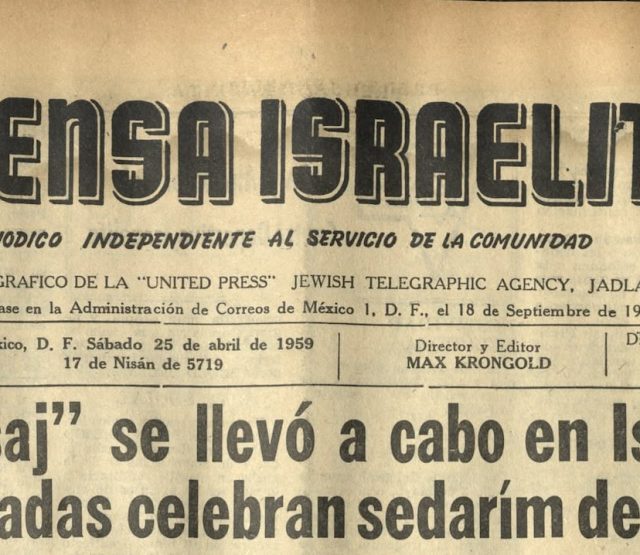 ENSA ISRAELIT
IODICO INDEPENDIENTE AL SERVICIO DE LA COMUNIDAD
GRAFICO DE LA "UNITED PRESS" JEWISH TELEGRAPHIC AGENCY, JADLA
ase en la Administración de Correos de México 1, D. F., el 18 de Septiembre de 19
xico, D. F. Sábado 25 de abril de 1959
17 de Nisán de 5719
Director y Editor
MAX KRONGOLD
saj” se llevó a cabo en Is
adas celebran sedarím de